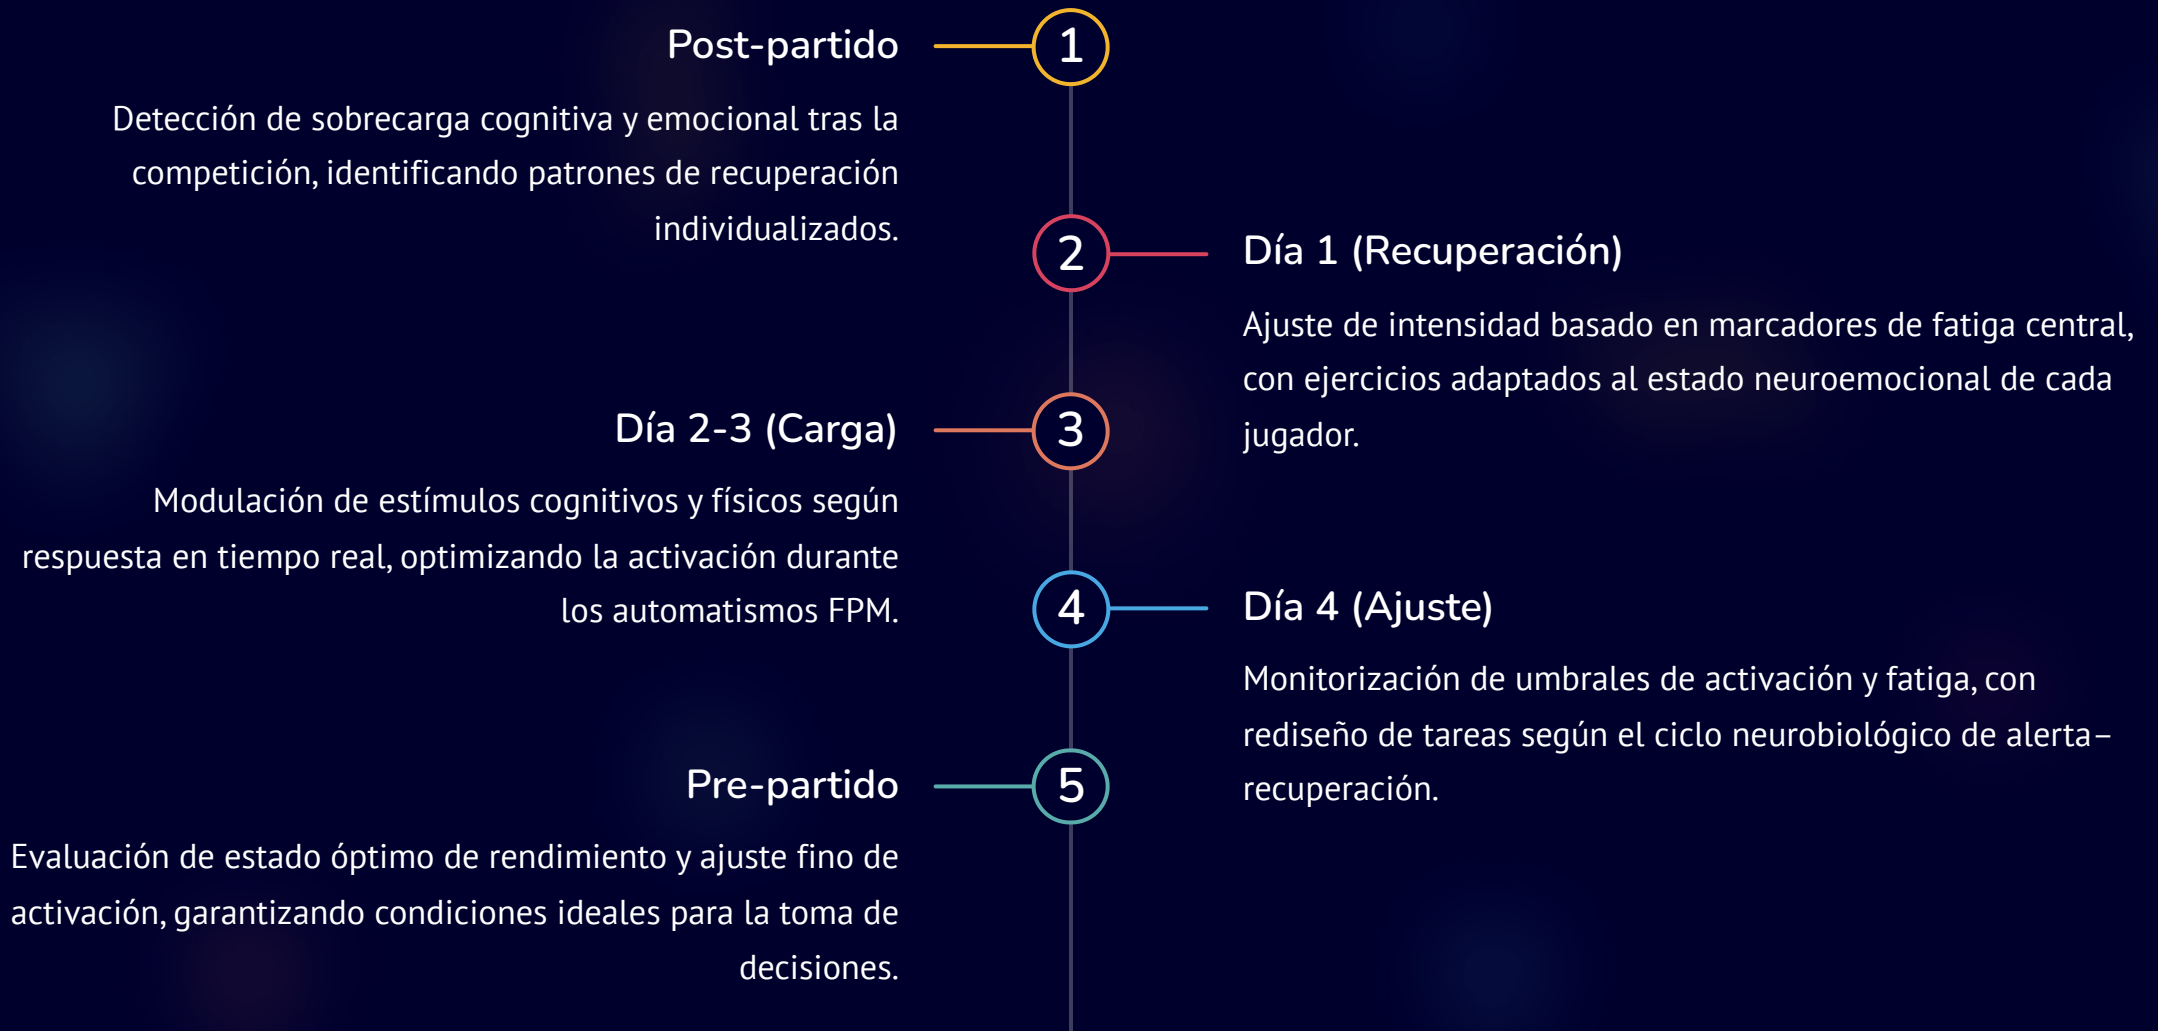 1
Post-partido
Detección de sobrecarga cognitiva y emocional tras la
competición, identificando patrones de recuperación
individualizados.
2
Día 1 (Recuperación)
Ajuste de intensidad basado en marcadores de fatiga central,
con ejercicios adaptados al estado neuroemocional de cada
jugador.
3
Día 2-3 (Carga)
Modulación de estímulos cognitivos y físicos según
respuesta en tiempo real, optimizando la activación durante
los automatismos FPM.
4
Día 4 (Ajuste)
Monitorización de umbrales de activación y fatiga, con
rediseño de tareas según el ciclo neurobiológico de alerta–
recuperación.
5
Pre-partido
Evaluación de estado óptimo de rendimiento y ajuste fino de
activación, garantizando condiciones ideales para la toma de
decisiones.